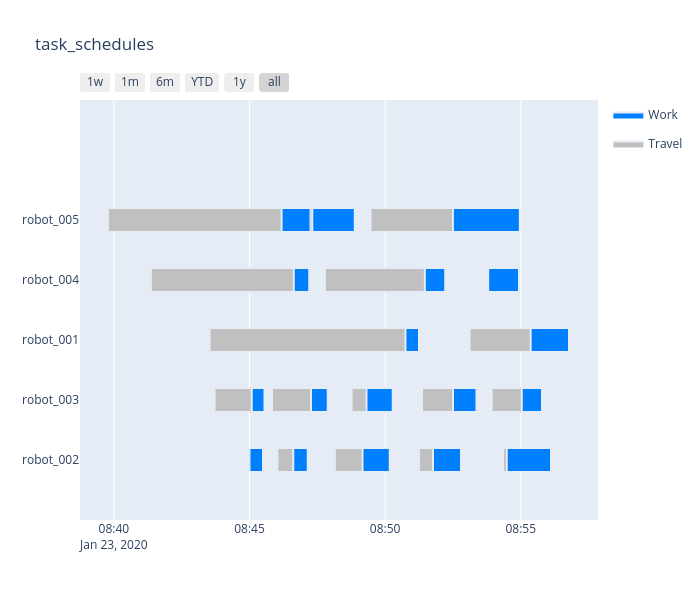 task_schedules
1w 1m 6m YTD 1y all
Work
Travel
robot_005
robot_004
robot_001
robot_003
robot_002
08:40 08:45 08:50 08:55
Jan 23, 2020